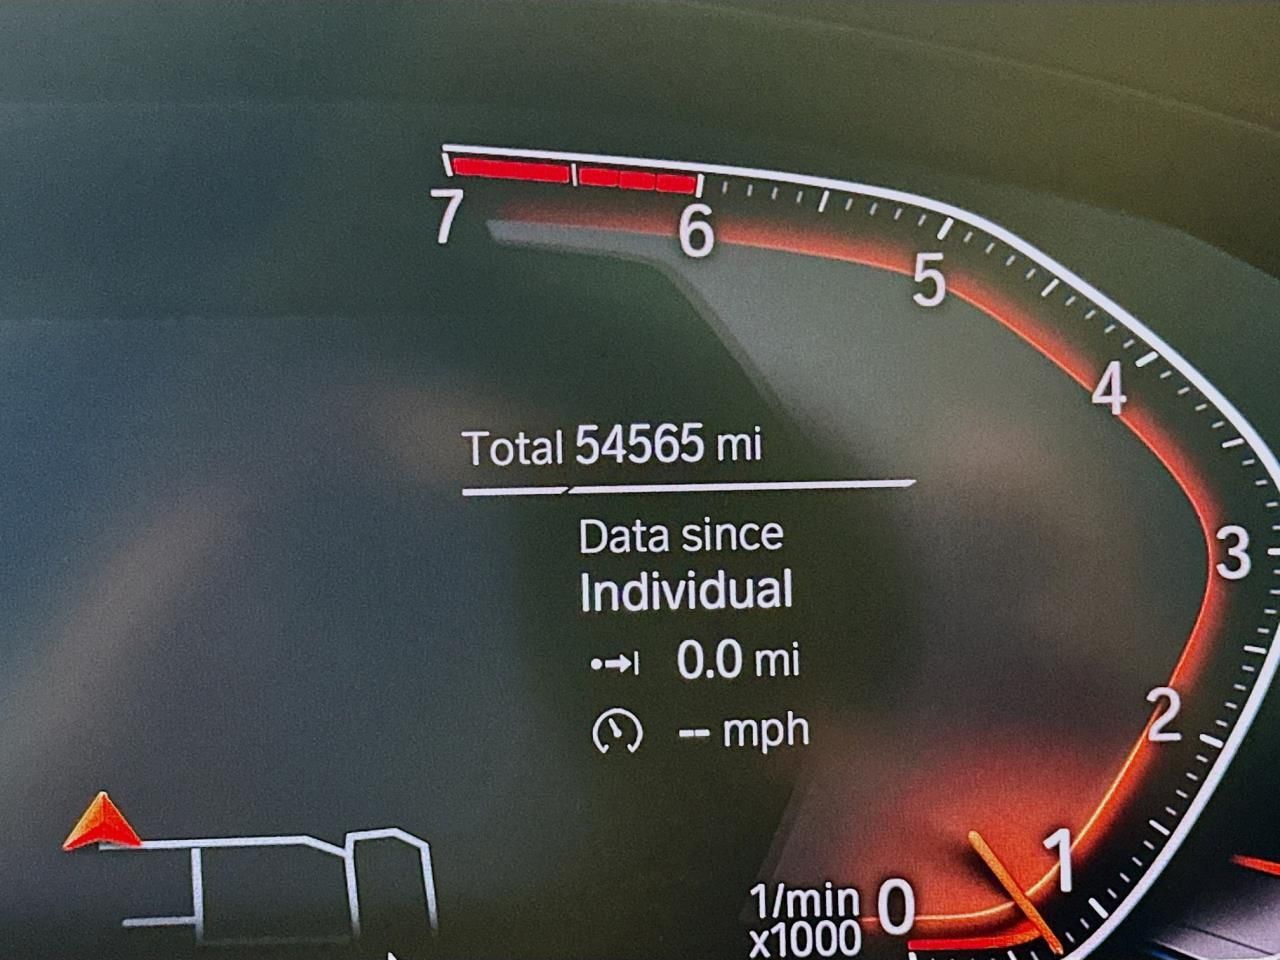 7
6
5
4
Total 54565 mi
Data since
Individual
3
0.0 mi
-- mph
2
1
1/min
x1000
0